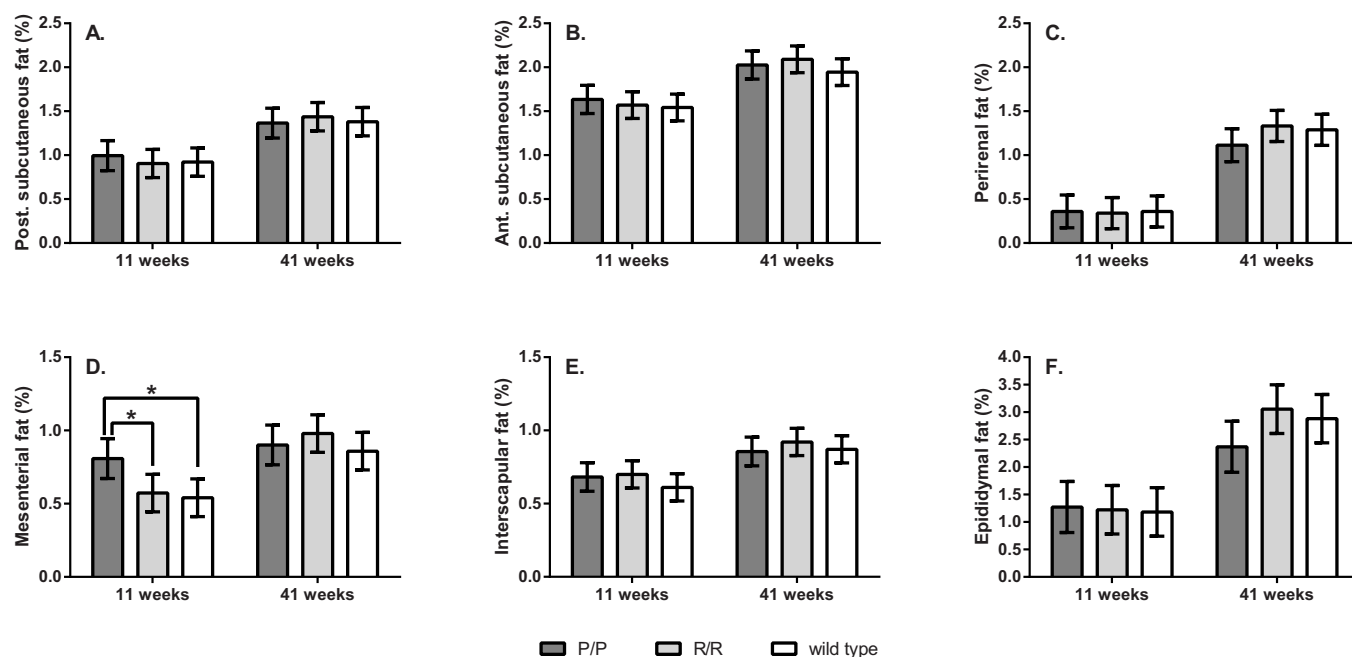 A.
Post. subcutaneous fat (%)
2.5
2.0
1.5
1.0
0.5
0.0
11 weeks
41 weeks
B.
Ant. subcutaneous fat (%)
2.5
2.0
1.5
1.0
0.5
0.0
11 weeks
41 weeks
C.
Perirenal fat (%)
2.5
2.0
1.5
1.0
0.5
0.0
11 weeks
41 weeks
D.
Mesenterial fat (%)
1.5
1.0
0.5
0.0
*
*
11 weeks
41 weeks
E.
Interscapular fat (%)
1.5
1.0
0.5
0.0
11 weeks
41 weeks
F.
Epididymal fat (%)
4.0
3.5
3.0
2.5
2.0
1.5
1.0
0.5
0.0
11 weeks
41 weeks
P/P R/R wild type